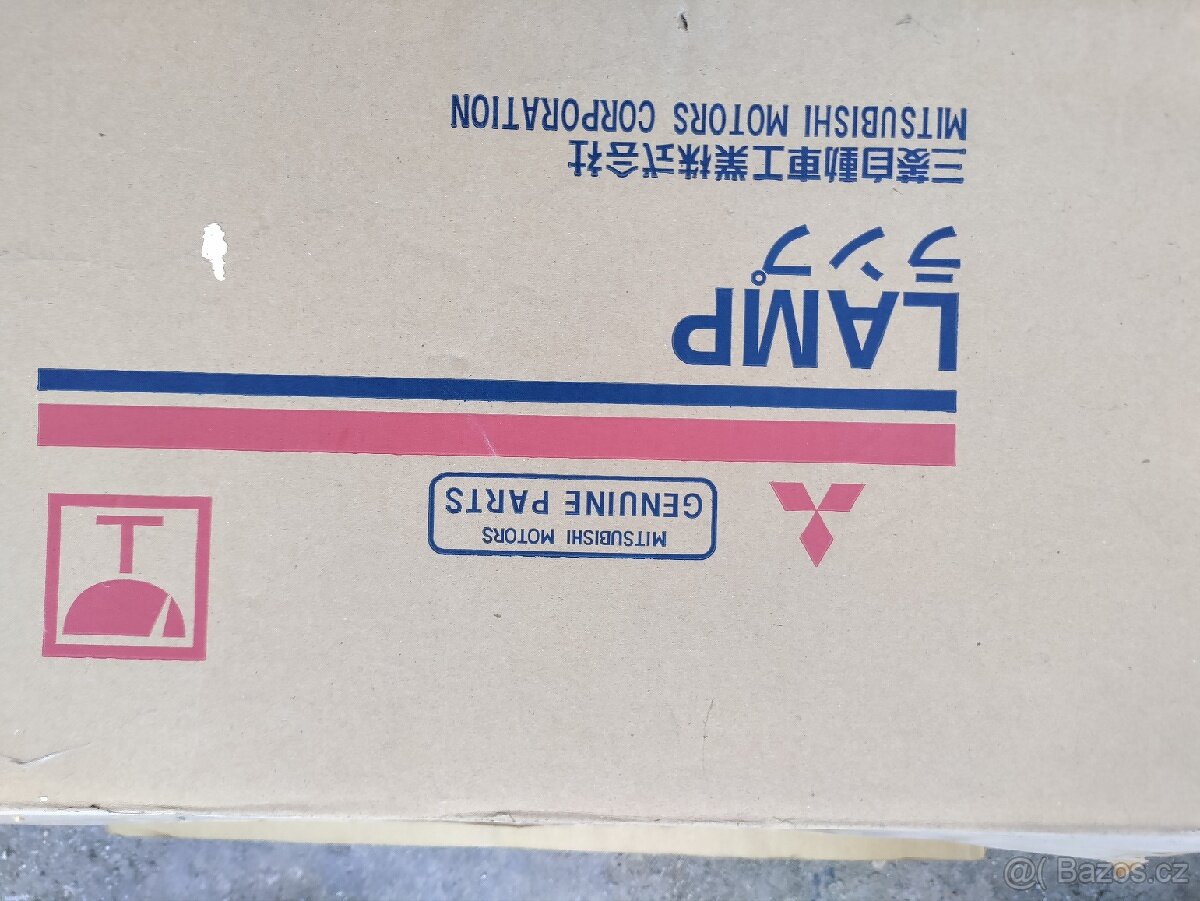 MITSUBISHI MOTORS
GENUINE PARTS
LAMP
ランプ
三菱自動車工業株式会社
MITSUBISHI MOTORS CORPORATION
@( Bazos.cz